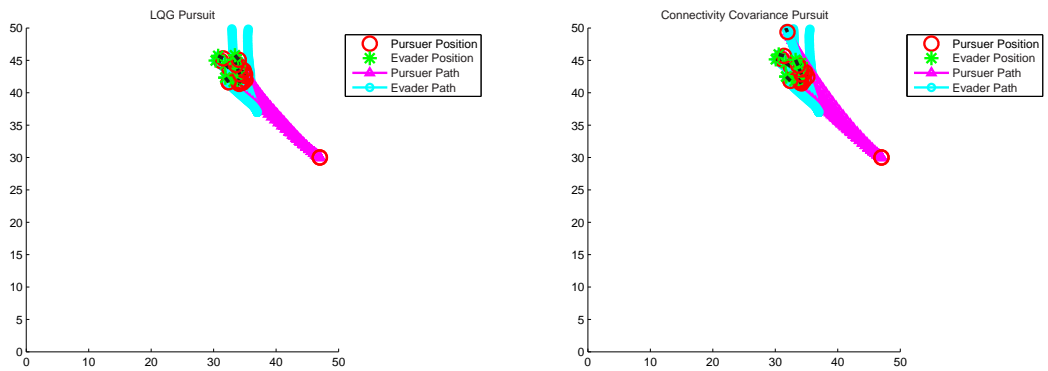 LQG Pursuit
50
45
40
35
30
25
20
15
10
5
0
0 10 20 30 40 50
Pursuer Position
Evader Position
Pursuer Path
Evader Path
Connectivity Covariance Pursuit
50
45
40
35
30
25
20
15
10
5
0
0 10 20 30 40 50
Pursuer Position
Evader Position
Pursuer Path
Evader Path